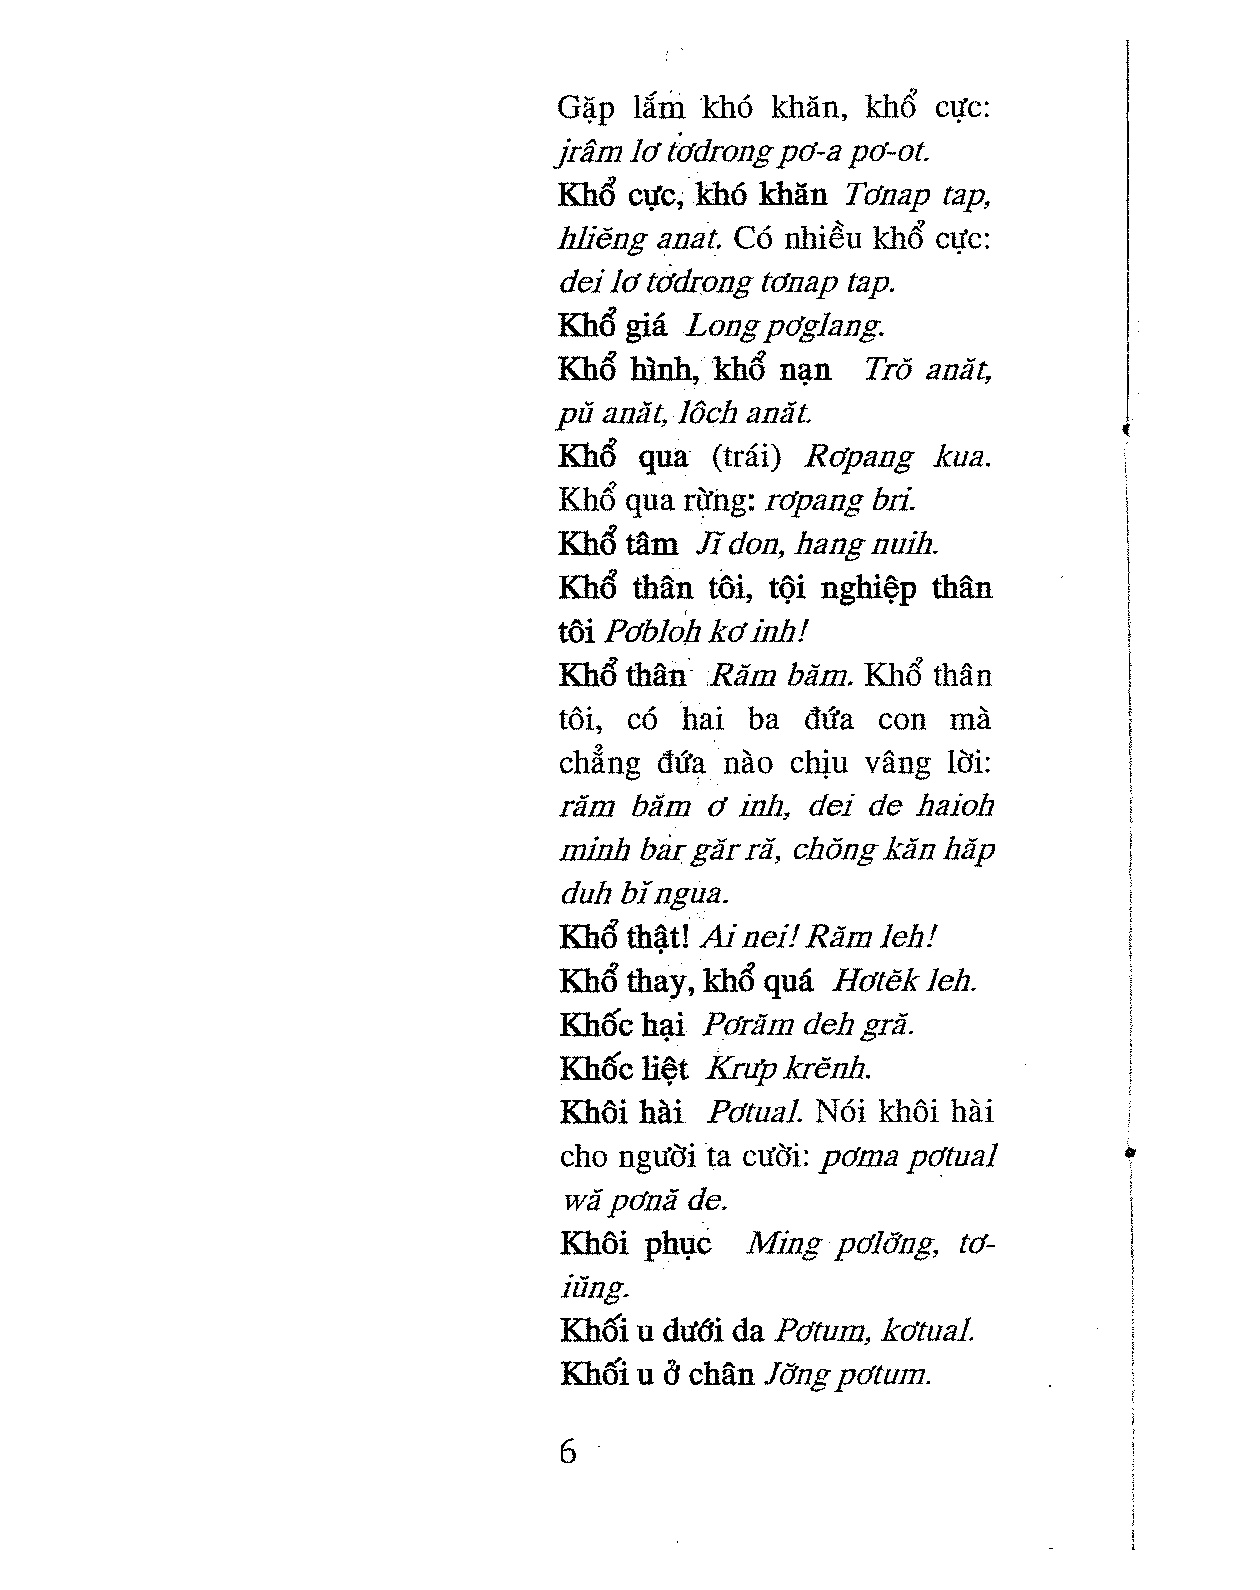 Gặp lắm khó khăn, khổ cực:
jrâm lơ tơdrong pơ-a pơ-ot.
Khổ cực, khó khăn Tơnap tap,
hliĕng anat. Có nhiều khổ cực:
dei lơ tơdrong tơnap tap.
Khổ giá Long pơglang.
Khổ hình, khổ nạn Trŏ anăt,
pŭ anăt, lôch anăt.
Khổ qua (trái) Rơpang kua.
Khổ qua rừng: rơpang bri.
Khổ tâm Jĭ don, hang nuih.
Khổ thân tôi, tội nghiệp thân
tôi Pơbloh kơ inh!
Khổ thân Răm băm. Khổ thân
tôi, có hai ba đứa con mà
chẳng đứa nào chịu vâng lời:
răm băm ơ inh, dei de haioh
minh bar găr ră, chŏng kăn hăp
duh bĭ ngua.
Khổ thật! Ai nei! Răm leh!
Khổ thay, khổ quá Hơtĕk leh.
Khốc hại Pơrăm deh gră.
Khốc liệt Krưp krĕnh.
Khôi hài Pơtual. Nói khôi hài
cho người ta cười: pơma pơtual
wă pơnă de.
Khôi phục Ming pơlơ̆ng, tơ-
iŭng.
Khối u dưới da Pơtum, kơtual.
Khối u ở chân Jơ̆ng pơtum.
6